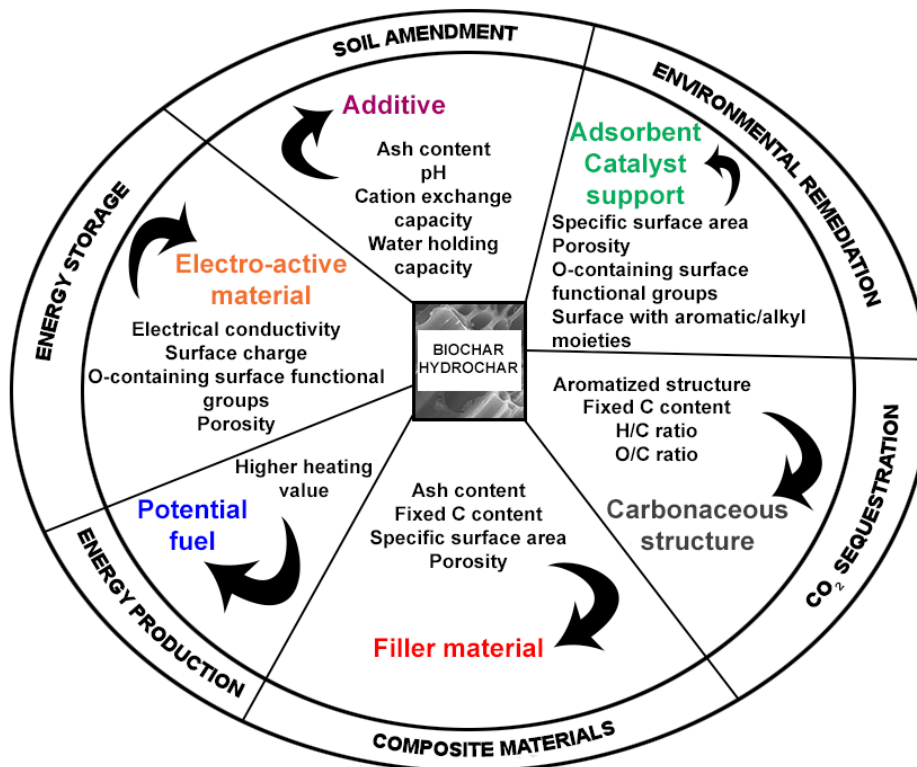 SOIL AMENDMENT
Additive
Ash content
pH
Cation exchange
capacity
Water holding
capacity
ENVIRONMENTAL REMEDIATION
Adsorbent
Catalyst
support
Specific surface area
Porosity
O-containing surface
functional groups
Surface with aromatic/alkyl
moieties
ENERGY STORAGE
Electro-active
material
Electrical conductivity
Surface charge
O-containing surface functional
groups
Porosity
BIOCHAR
HYDROCHAR
CO₂ SEQUESTRATION
Aromatized structure
Fixed C content
H/C ratio
O/C ratio
Carbonaceous
structure
ENERGY PRODUCTION
Higher heating
value
Potential
fuel
COMPOSITE MATERIALS
Ash content
Fixed C content
Specific surface area
Porosity
Filler material